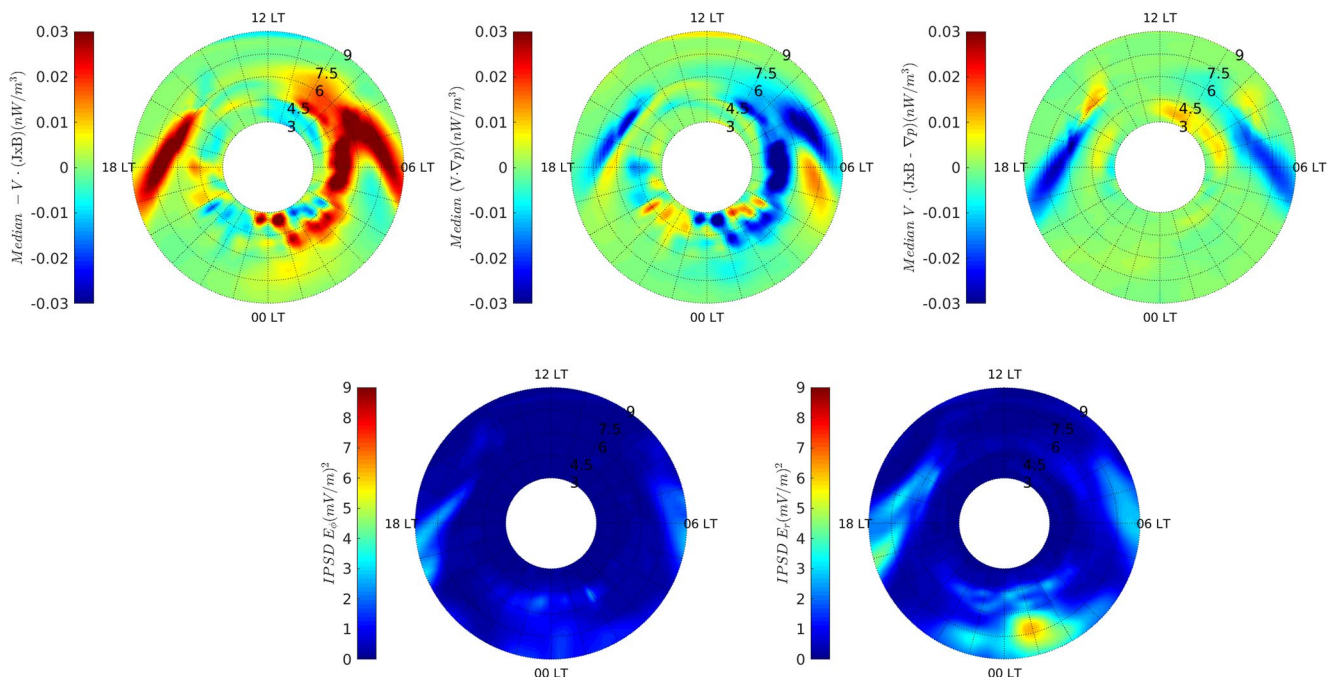 12 LT
0.03
0.02
0.01
0
-0.01
-0.02
-0.03
Median − V · (JxB)(nW/m³)
9
7.5
6
4.5
3
18 LT
06 LT
00 LT
12 LT
0.03
0.02
0.01
0
-0.01
-0.02
-0.03
Median (V·∇p)(nW/m³)
9
7.5
6
4.5
3
18 LT
06 LT
00 LT
12 LT
0.03
0.02
0.01
0
-0.01
-0.02
-0.03
Median V · (JxB - ∇p)(nW/m³)
9
7.5
6
4.5
3
18 LT
06 LT
00 LT
12 LT
9
8
7
6
5
4
3
2
1
0
IPSD Eϕ(mV/m)²
9
7.5
6
4.5
3
18 LT
06 LT
00 LT
12 LT
9
8
7
6
5
4
3
2
1
0
IPSD Er(mV/m)²
9
7.5
6
4.5
3
18 LT
06 LT
00 LT